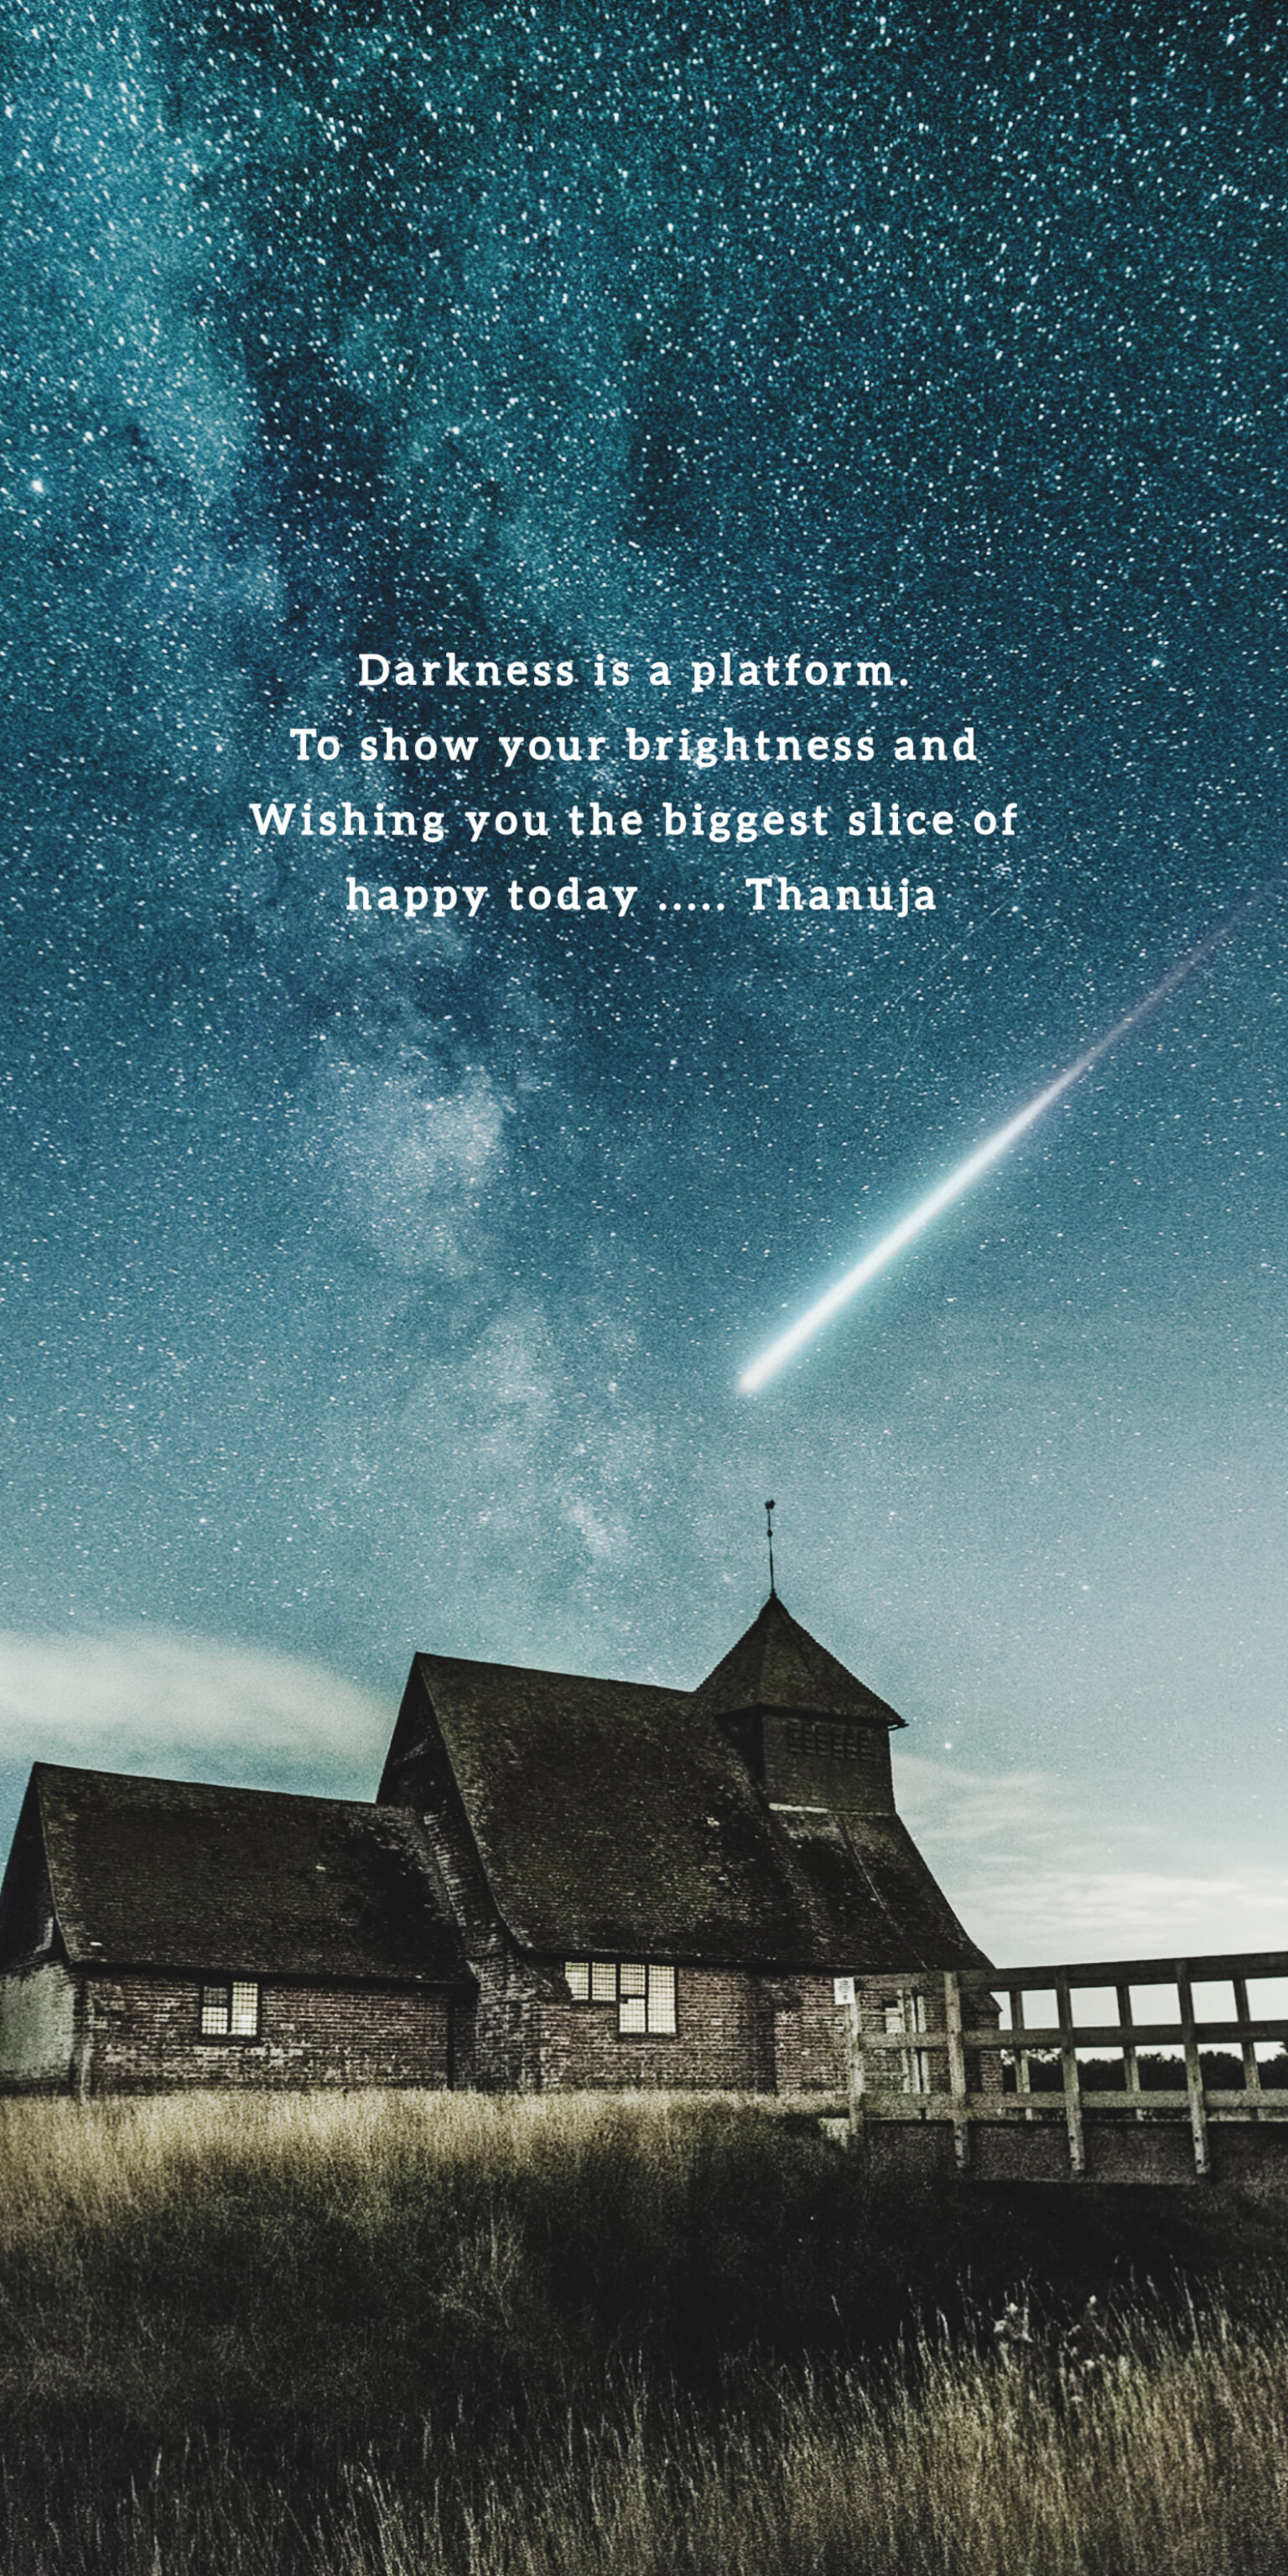 Darkness is a platform.
To show your brightness and
Wishing you the biggest slice of
happy today ..... Thanuja